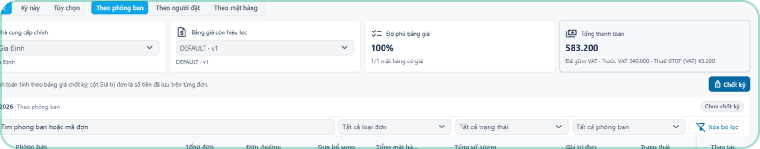 Kỳ này Tùy chọn Theo phòng ban Theo người đặt Theo mặt hàng
hà cung cấp chính
Gia Định
a Định
Bảng giá còn hiệu lực
DEFAULT · v1
DEFAULT · v1
Độ phủ bảng giá
100%
1/1 mặt hàng có giá
Tổng thanh toán
583.200
Đã gồm VAT · Trước VAT 540.000 · Thuế GTGT (VAT) 43.200
nh toán tính theo bảng giá chốt kỳ; cột Giá trị đơn là số tiền đã lưu trên từng đơn.
Chốt kỳ
2026 Theo phòng ban
Chưa chốt kỳ
Tìm phòng ban hoặc mã đơn Tất cả loại đơn Tất cả trạng thái Tất cả phòng ban Xóa bộ lọc
Phòng ban Tổng đơn Đơn thường Đơn bổ sung Tổng mặt hà... Tổng số lượng Giá trị đơn Trạng thái Thao tác